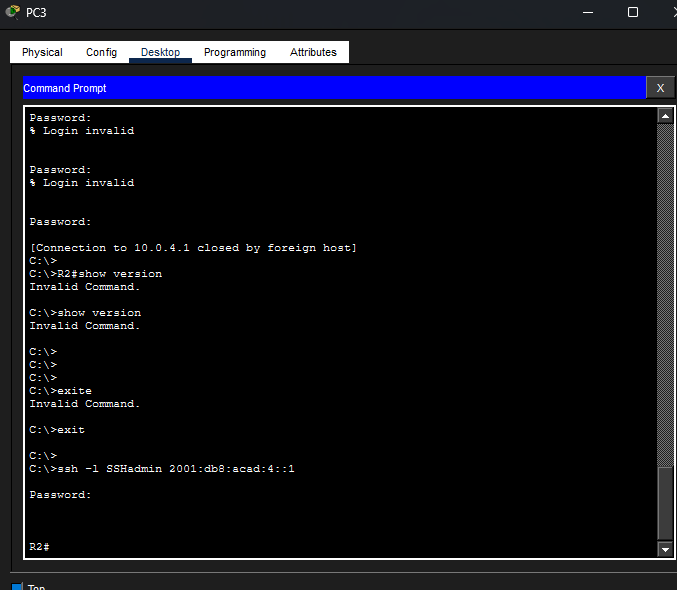 PC3
Physical Config Desktop Programming Attributes
Command Prompt
X
Password:
% Login invalid
Password:
% Login invalid
Password:
[Connection to 10.0.4.1 closed by foreign host]
C:\>
C:\>R2#show version
Invalid Command.
C:\>show version
Invalid Command.
C:\>
C:\>
C:\>
C:\>exite
Invalid Command.
C:\>exit
C:\>
C:\>ssh -l SSHadmin 2001:db8:acad:4::1
Password:
R2#
Top